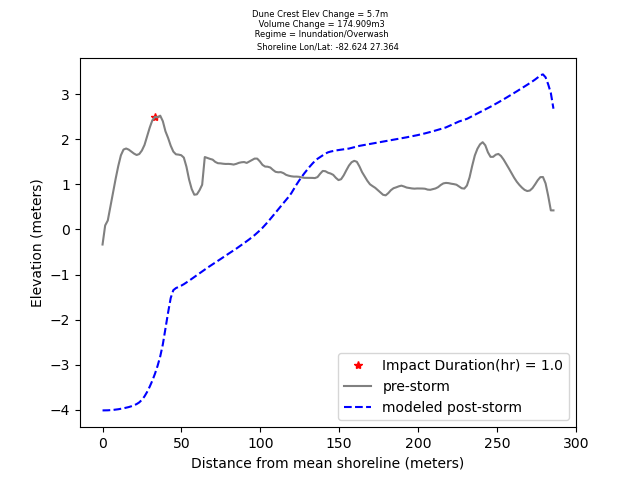 Dune Crest Elev Change = 5.7m
Volume Change = 174.909m3
Regime = Inundation/Overwash
Shoreline Lon/Lat: -82.624 27.364
3
2
1
0
−1
−2
−3
−4
Elevation (meters)
Impact Duration(hr) = 1.0
pre-storm
modeled post-storm
0 50 100 150 200 250 300
Distance from mean shoreline (meters)